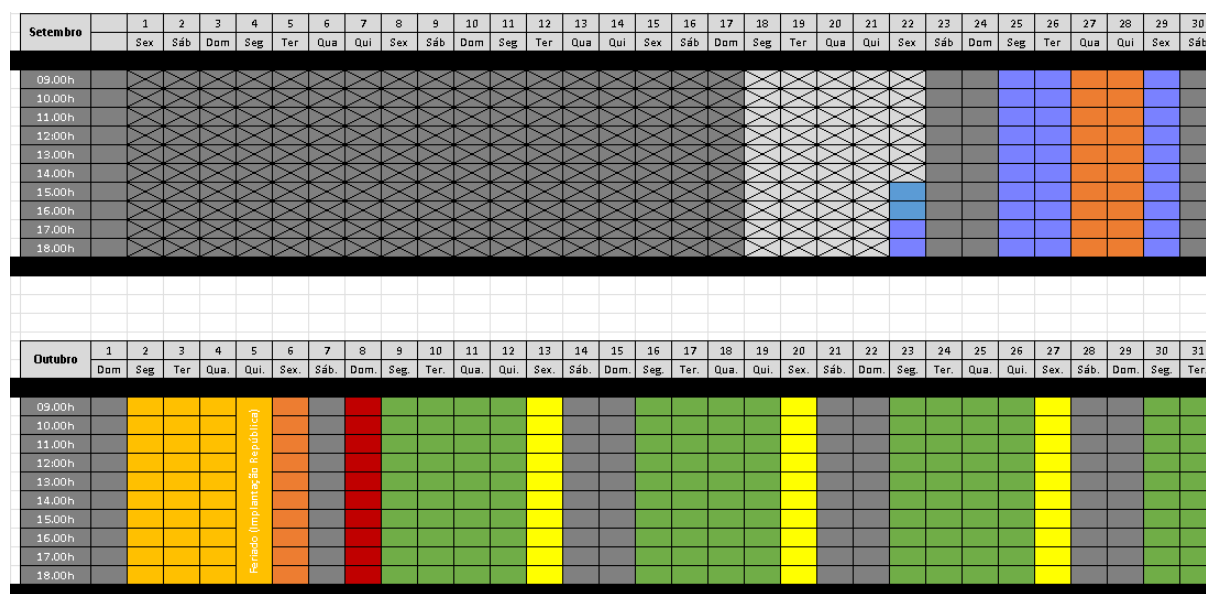 Setembro 1 2 3 4 5 6 7 8 9 10 11 12 13 14 15 16 17 18 19 20 21 22 23 24 25 26 27 28 29 30
Sex Sáb Dom Seg Ter Qua Qui Sex Sáb Dom Seg Ter Qua Qui Sex Sáb Dom Seg Ter Qua Qui Sex Sáb Dom Seg Ter Qua Qui Sex Sáb
09.00h
10.00h
11.00h
12:00h
13.00h
14.00h
15.00h
16.00h
17.00h
18.00h
Outubro 1 2 3 4 5 6 7 8 9 10 11 12 13 14 15 16 17 18 19 20 21 22 23 24 25 26 27 28 29 30 31
Dom Seg Ter Qua. Qui. Sex. Sáb. Dom. Seg. Ter. Qua. Qui. Sex. Sáb. Dom. Seg. Ter. Qua. Qui. Sex. Sáb. Dom. Seg. Ter. Qua. Qui. Sex. Sáb. Dom. Seg. Ter.
09.00h
10.00h
11.00h
12:00h
13.00h
14.00h
15.00h
16.00h
17.00h
18.00h
Feriado (Implantação República)